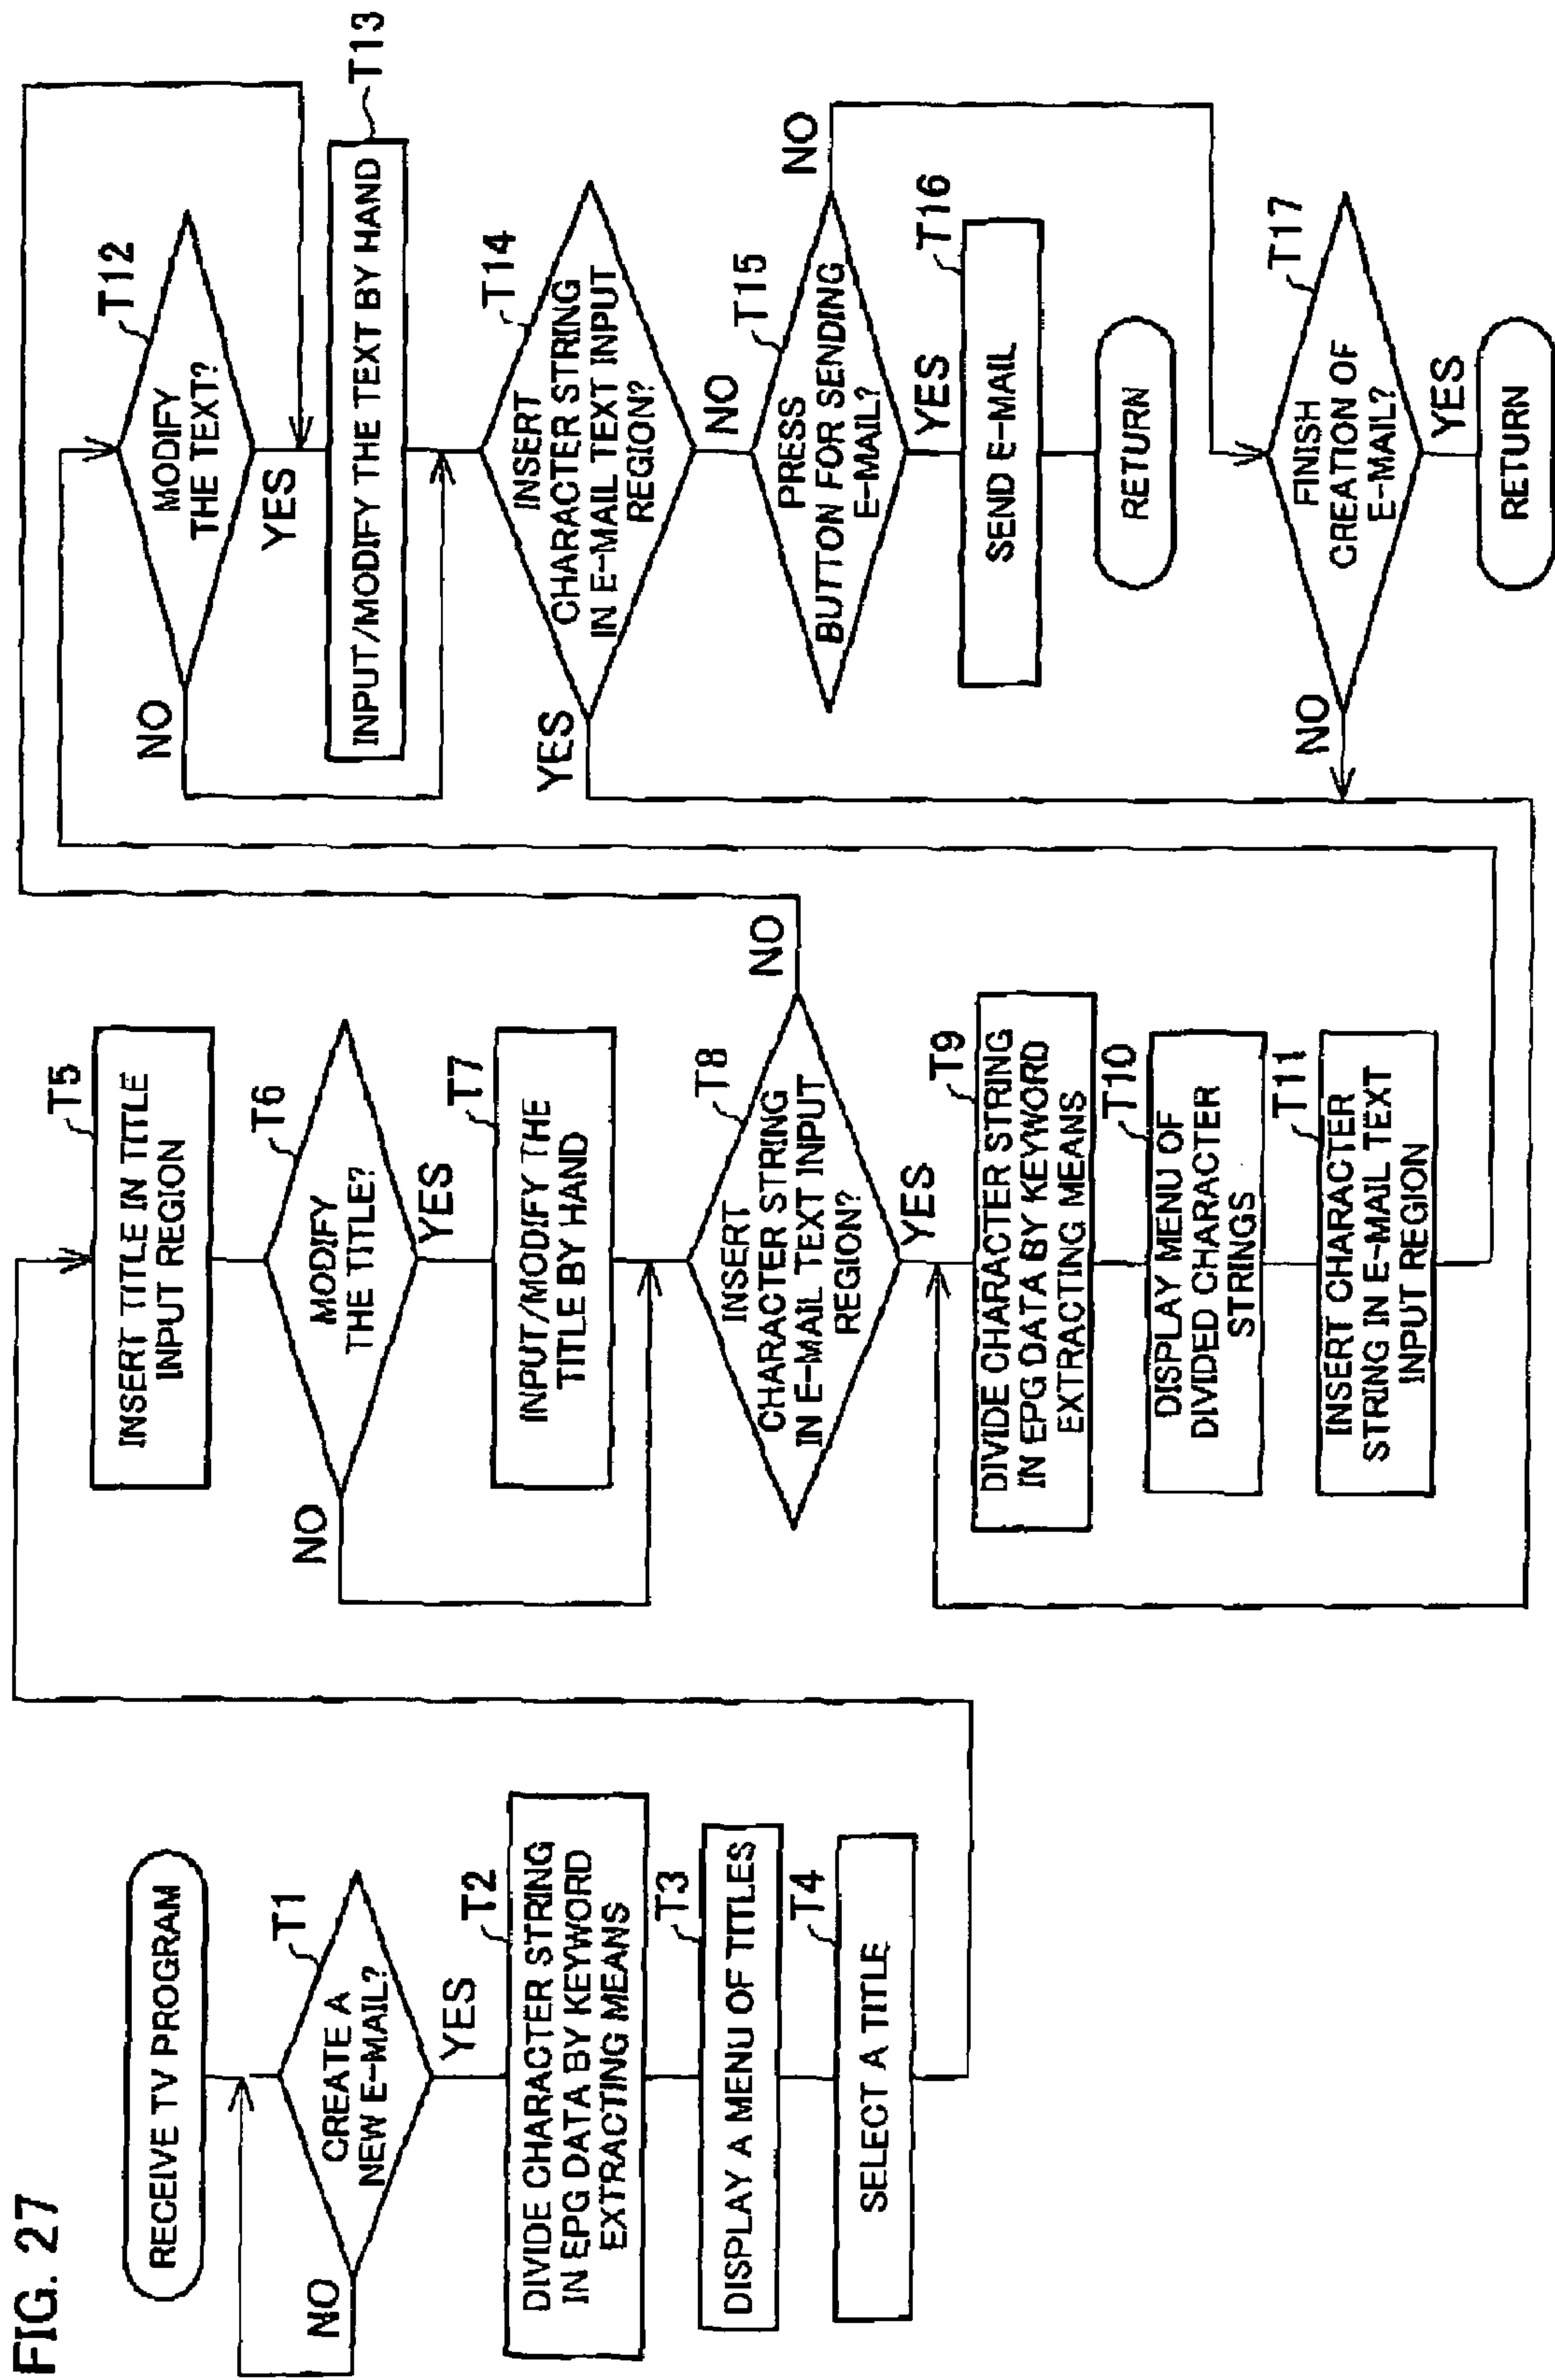 FIG. 27
RECEIVE TV PROGRAM
T1
CREATE A
NEW E-MAIL?
NO
YES
T2
DIVIDE CHARACTER STRING
IN EPG DATA BY KEYWORD
EXTRACTING MEANS
T3
DISPLAY A MENU OF TITLES
T4
SELECT A TITLE
T5
INSERT TITLE IN TITLE
INPUT REGION
T6
MODIFY
THE TITLE?
NO
YES
T7
INPUT/MODIFY THE
TITLE BY HAND
T8
INSERT
CHARACTER STRING
IN E-MAIL TEXT INPUT
REGION?
NO
YES
T9
DIVIDE CHARACTER STRING
IN EPG DATA BY KEYWORD
EXTRACTING MEANS
T10
DISPLAY MENU OF
DIVIDED CHARACTER
STRINGS
T11
INSERT CHARACTER
STRING IN E-MAIL TEXT
INPUT REGION
T12
MODIFY
THE TEXT?
NO
YES
T13
INPUT/MODIFY THE TEXT BY HAND
T14
INSERT
CHARACTER STRING
IN E-MAIL TEXT INPUT
REGION?
YES
NO
T15
PRESS
BUTTON FOR SENDING
E-MAIL?
NO
YES
T16
SEND E-MAIL
RETURN
T17
FINISH
CREATION OF
E-MAIL?
NO
YES
RETURN